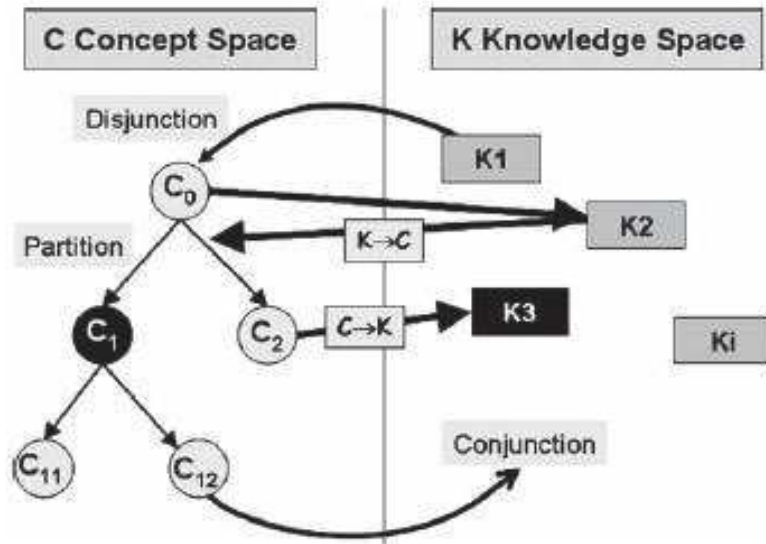 C Concept Space
K Knowledge Space
Disjunction
K1
C₀
K2
K→C
Partition
C₁
C₂
C→K
K3
Ki
C₁₁
C₁₂
Conjunction